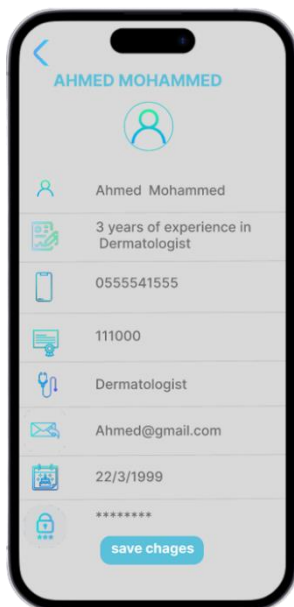 AHMED MOHAMMED
Ahmed Mohammed
3 years of experience in
Dermatologist
0555541555
111000
Dermatologist
Ahmed@gmail.com
22/3/1999
********
save chages